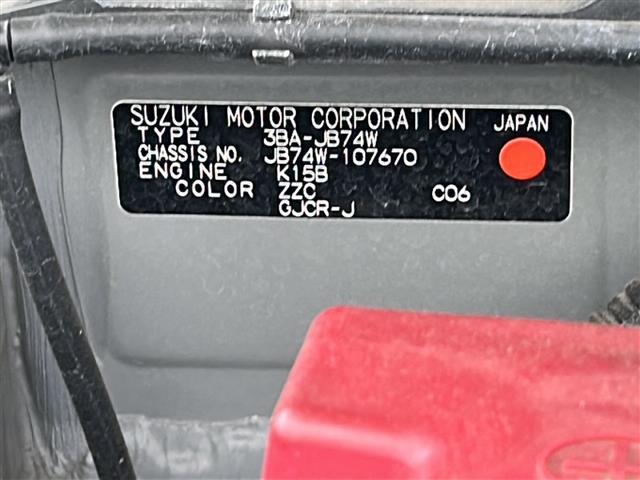 SUZUKI MOTOR CORPORATION JAPAN
TYPE 3BA-JB74W
CHASSIS NO. JB74W-107670
ENGINE K15B
COLOR ZZC C06
GJCR-J